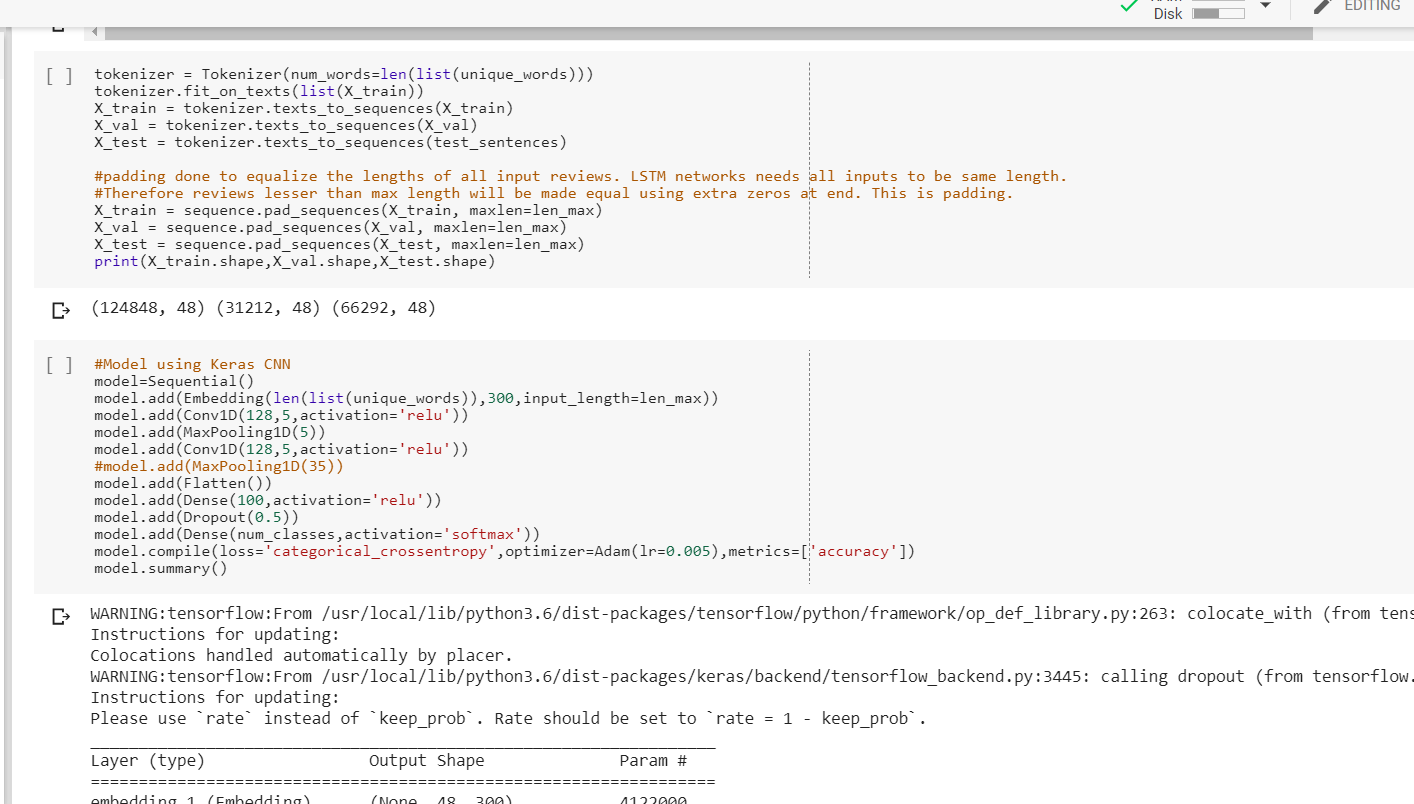 Disk
EDITING
[ ] tokenizer = Tokenizer(num_words=len(list(unique_words)))
tokenizer.fit_on_texts(list(X_train))
X_train = tokenizer.texts_to_sequences(X_train)
X_val = tokenizer.texts_to_sequences(X_val)
X_test = tokenizer.texts_to_sequences(test_sentences)
#padding done to equalize the lengths of all input reviews. LSTM networks needs all inputs to be same length.
#Therefore reviews lesser than max length will be made equal using extra zeros at end. This is padding.
X_train = sequence.pad_sequences(X_train, maxlen=len_max)
X_val = sequence.pad_sequences(X_val, maxlen=len_max)
X_test = sequence.pad_sequences(X_test, maxlen=len_max)
print(X_train.shape,X_val.shape,X_test.shape)
(124848, 48) (31212, 48) (66292, 48)
[ ] #Model using Keras CNN
model=Sequential()
model.add(Embedding(len(list(unique_words)),300,input_length=len_max))
model.add(Conv1D(128,5,activation='relu'))
model.add(MaxPooling1D(5))
model.add(Conv1D(128,5,activation='relu'))
#model.add(MaxPooling1D(35))
model.add(Flatten())
model.add(Dense(100,activation='relu'))
model.add(Dropout(0.5))
model.add(Dense(num_classes,activation='softmax'))
model.compile(loss='categorical_crossentropy',optimizer=Adam(lr=0.005),metrics=['accuracy'])
model.summary()
WARNING:tensorflow:From /usr/local/lib/python3.6/dist-packages/tensorflow/python/framework/op_def_library.py:263: colocate_with (from tens
Instructions for updating:
Colocations handled automatically by placer.
WARNING:tensorflow:From /usr/local/lib/python3.6/dist-packages/keras/backend/tensorflow_backend.py:3445: calling dropout (from tensorflow.
Instructions for updating:
Please use `rate` instead of `keep_prob`. Rate should be set to `rate = 1 - keep_prob`.
_________________________________________________________________
Layer (type) Output Shape Param #
=================================================================
embedding_1 (Embedding) (None, 48, 300) 4122000